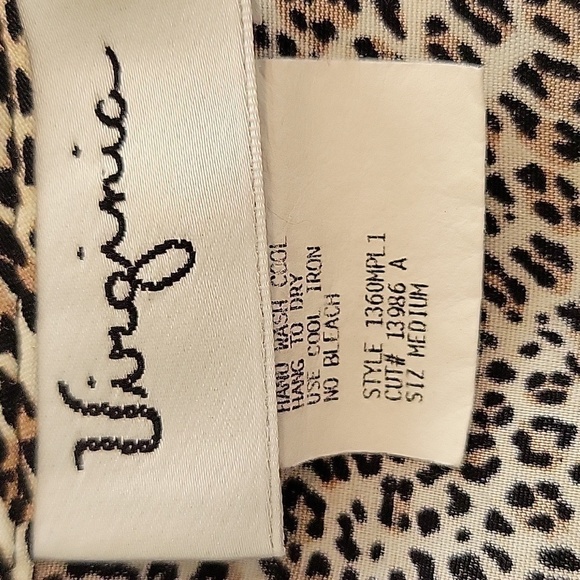 Virginia
HAND WASH COOL
HANG TO DRY
USE COOL IRON
NO BLEACH
STYLE 1360MPL1
CUT# 13986 A
SIZ MEDIUM